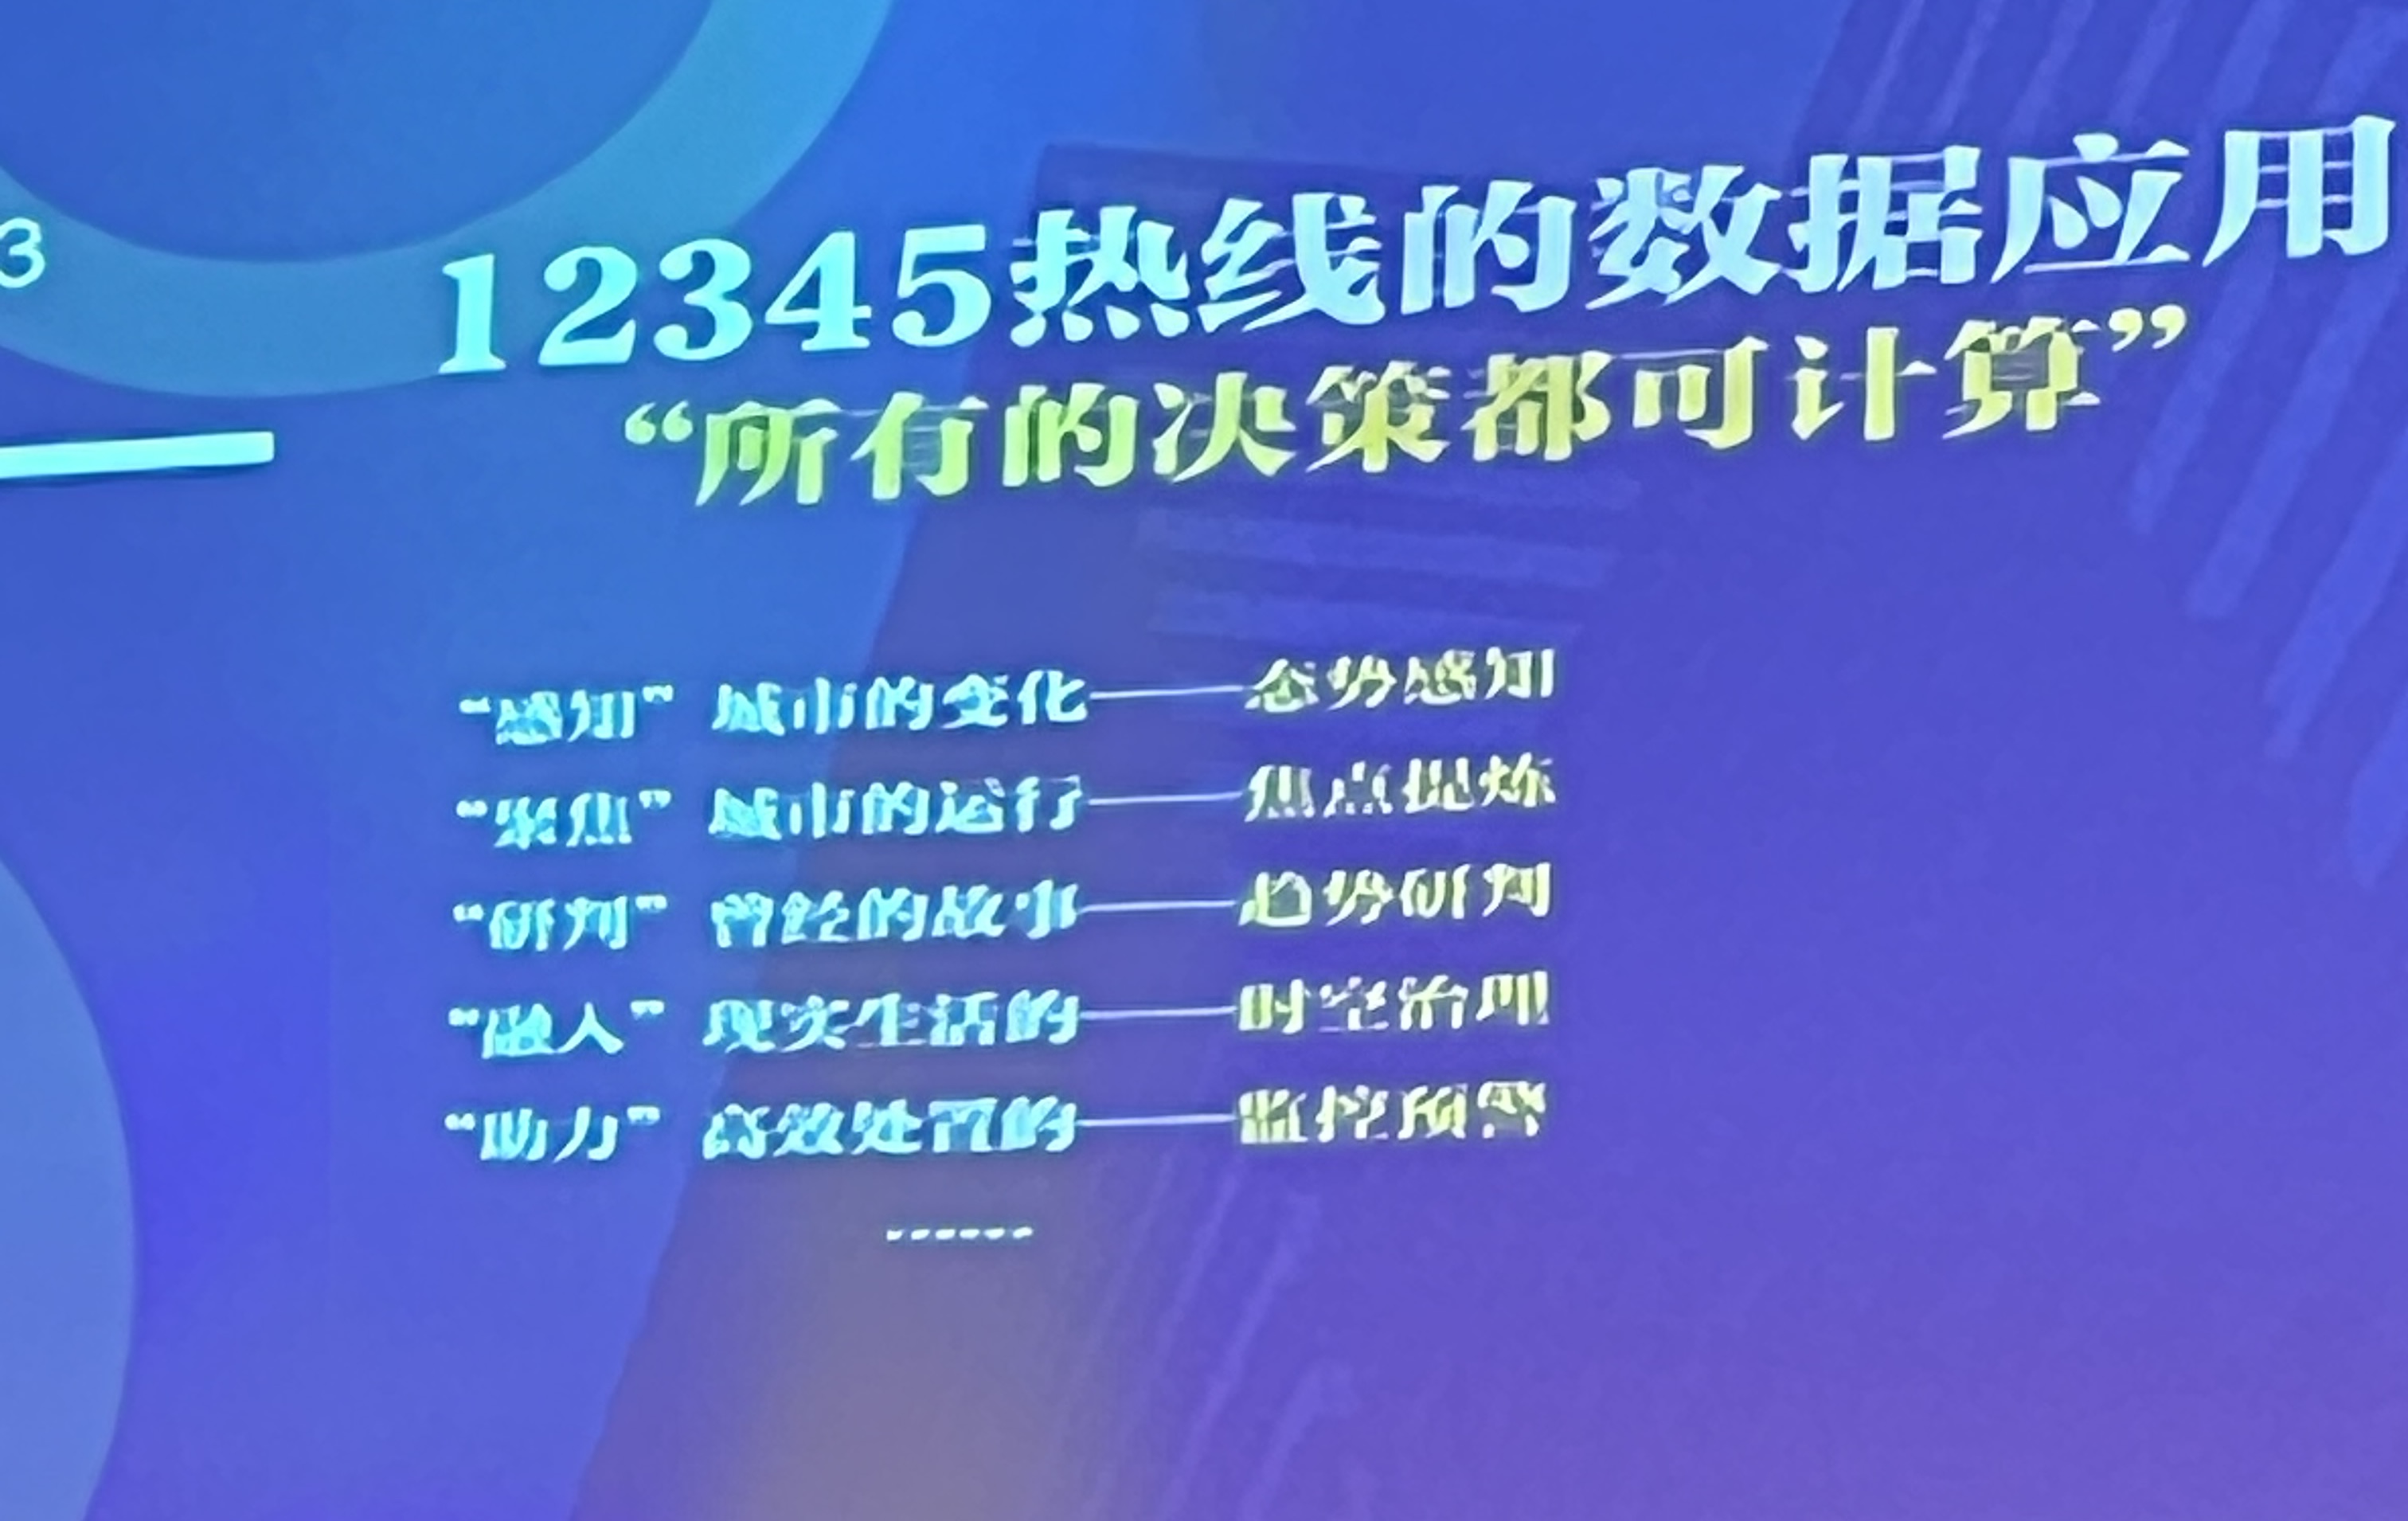 3
12345热线的数据应用
“所有的决策都可计算”
“感知” 城市的变化——态势感知
“聚焦” 城市的运行——焦点提炼
“研判” 曾经的故事——趋势研判
“融入” 现实生活的——时空治理
“助力” 高效处置的——监控预警
······